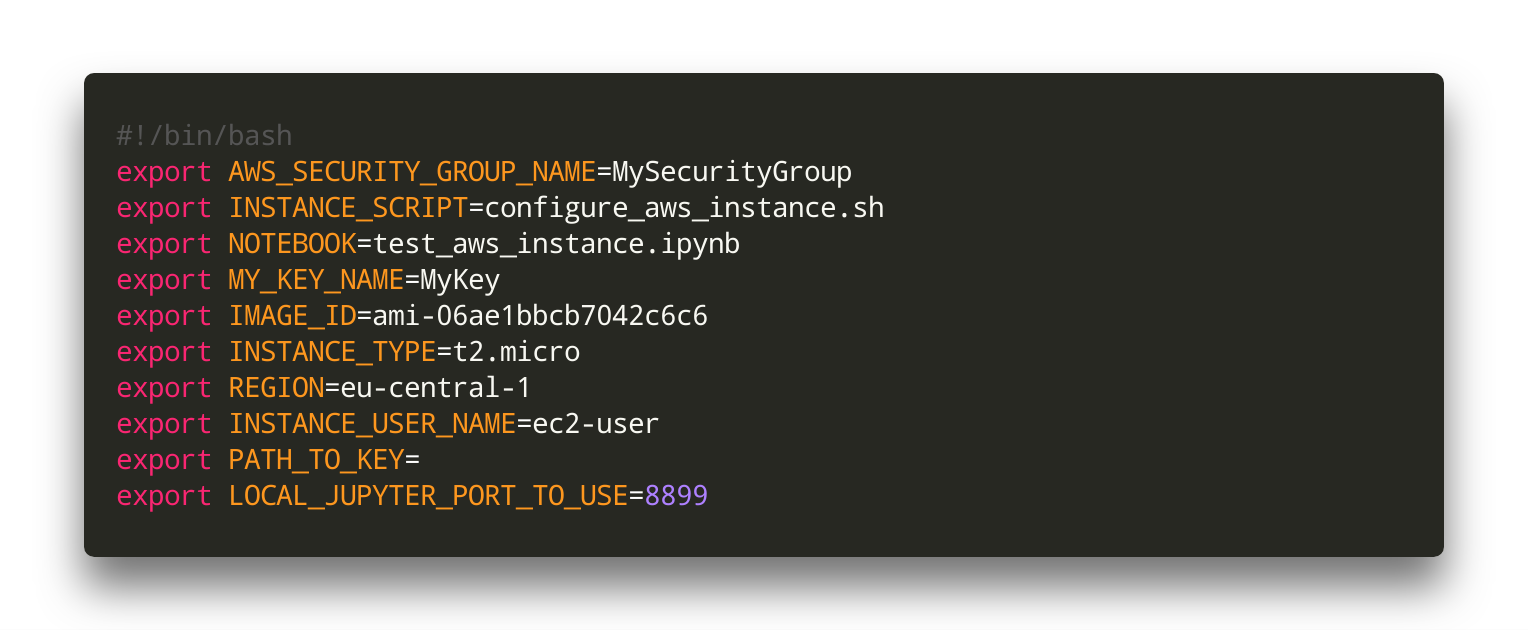 #!/bin/bash
export AWS_SECURITY_GROUP_NAME=MySecurityGroup
export INSTANCE_SCRIPT=configure_aws_instance.sh
export NOTEBOOK=test_aws_instance.ipynb
export MY_KEY_NAME=MyKey
export IMAGE_ID=ami-06ae1bbcb7042c6c6
export INSTANCE_TYPE=t2.micro
export REGION=eu-central-1
export INSTANCE_USER_NAME=ec2-user
export PATH_TO_KEY=
export LOCAL_JUPYTER_PORT_TO_USE=8899